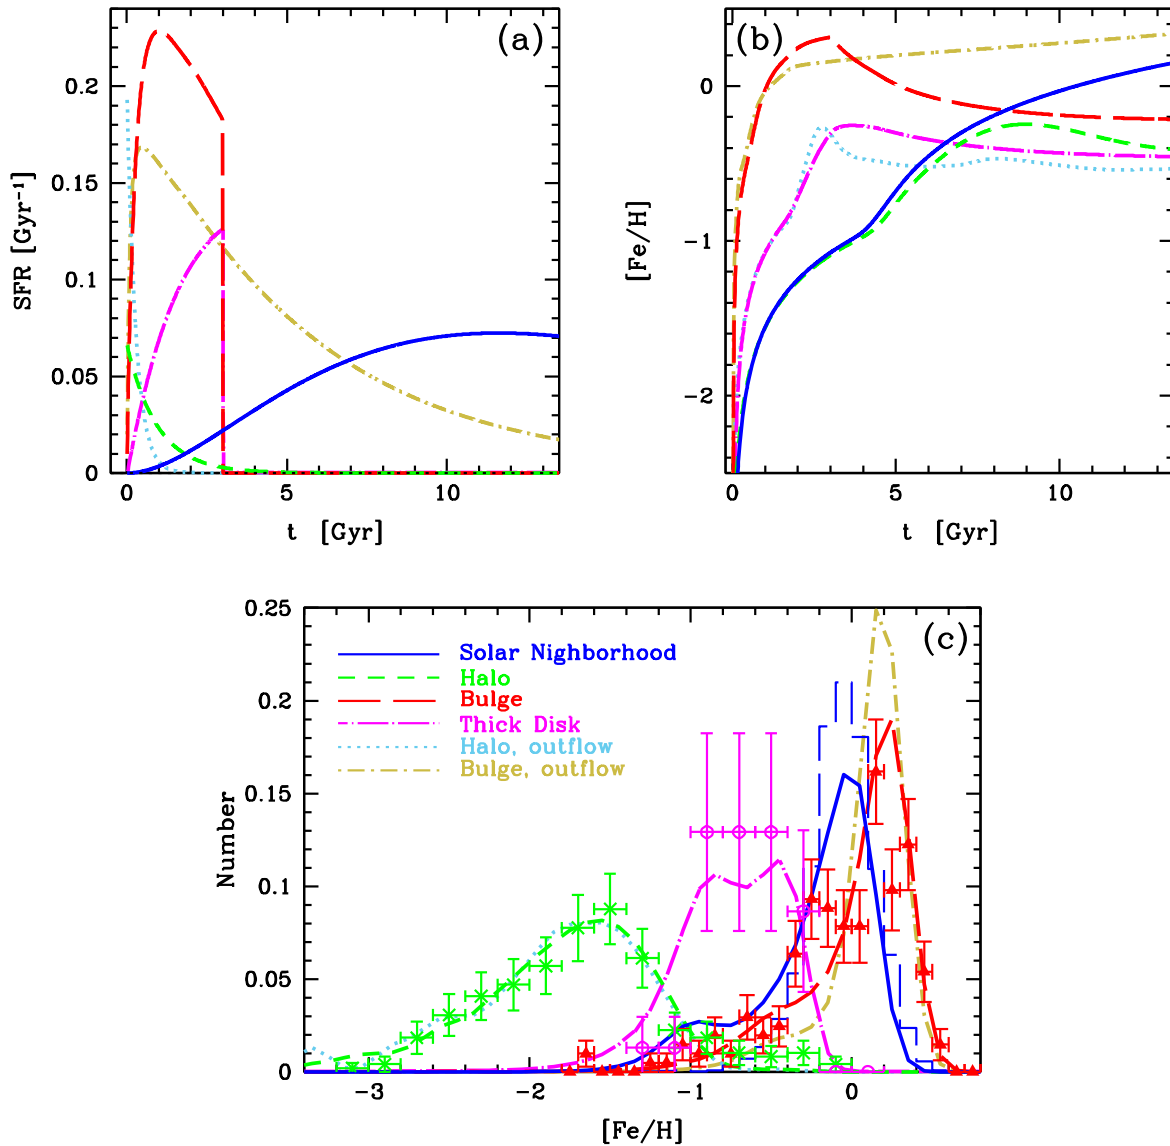 (a)
0.2
0.15
0.1
0.05
0
SFR [Gyr⁻¹]
0
5
10
t [Gyr]
(b)
0
-1
-2
[Fe/H]
0
5
10
t [Gyr]
(c)
0.25
0.2
0.15
0.1
0.05
0
Number
Solar Nighborhood
Halo
Bulge
Thick Disk
Halo, outflow
Bulge, outflow
-3
-2
-1
0
[Fe/H]